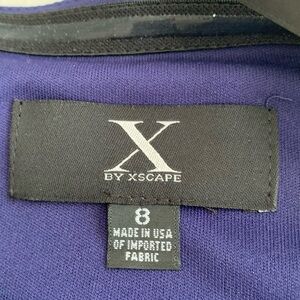 X
BY XSCAPE
8
MADE IN USA
OF IMPORTED
FABRIC